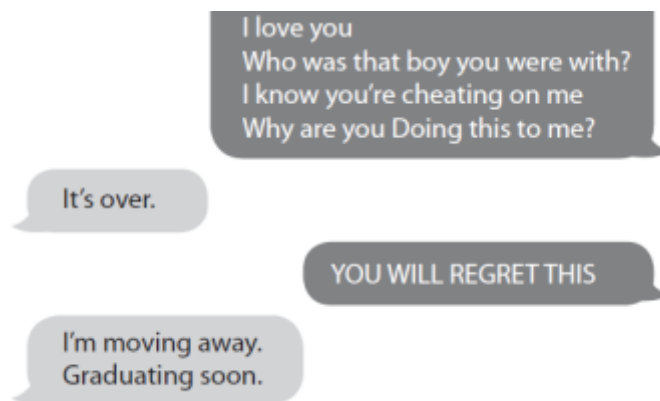 I love you
Who was that boy you were with?
I know you're cheating on me
Why are you Doing this to me?
It's over.
YOU WILL REGRET THIS
I'm moving away.
Graduating soon.